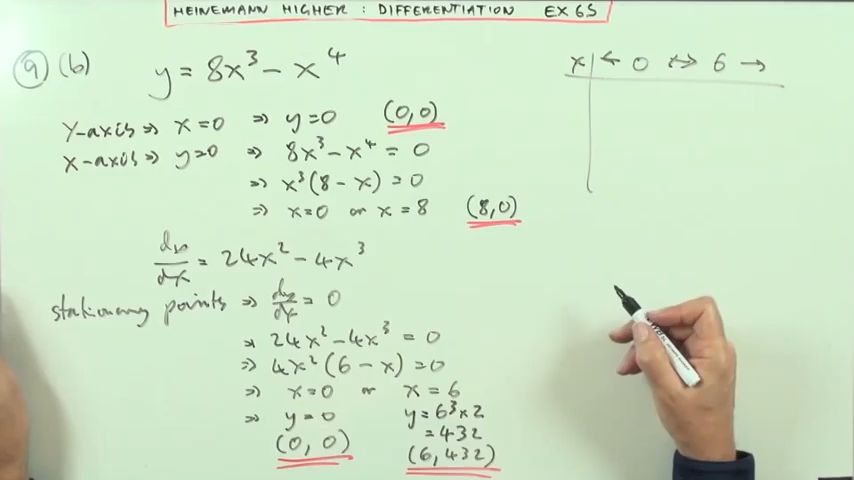 HEINEMANN HIGHER : DIFFERENTIATION EX 6S
9 (b) y = 8x³ - x⁴
Y-axis => x = 0 => y = 0 (0,0)
X-axis => y = 0 => 8x³ - x⁴ = 0
=> x³(8 - x) = 0
=> x = 0 or x = 8 (8,0)
dy/dx = 24x² - 4x³
stationary points => dy/dx = 0
=> 24x² - 4x³ = 0
=> 4x²(6 - x) = 0
=> x = 0 or x = 6
=> y = 0 y = 6³ × 2
= 432
(0, 0) (6, 432)
x ← 0 ↔ 6 →